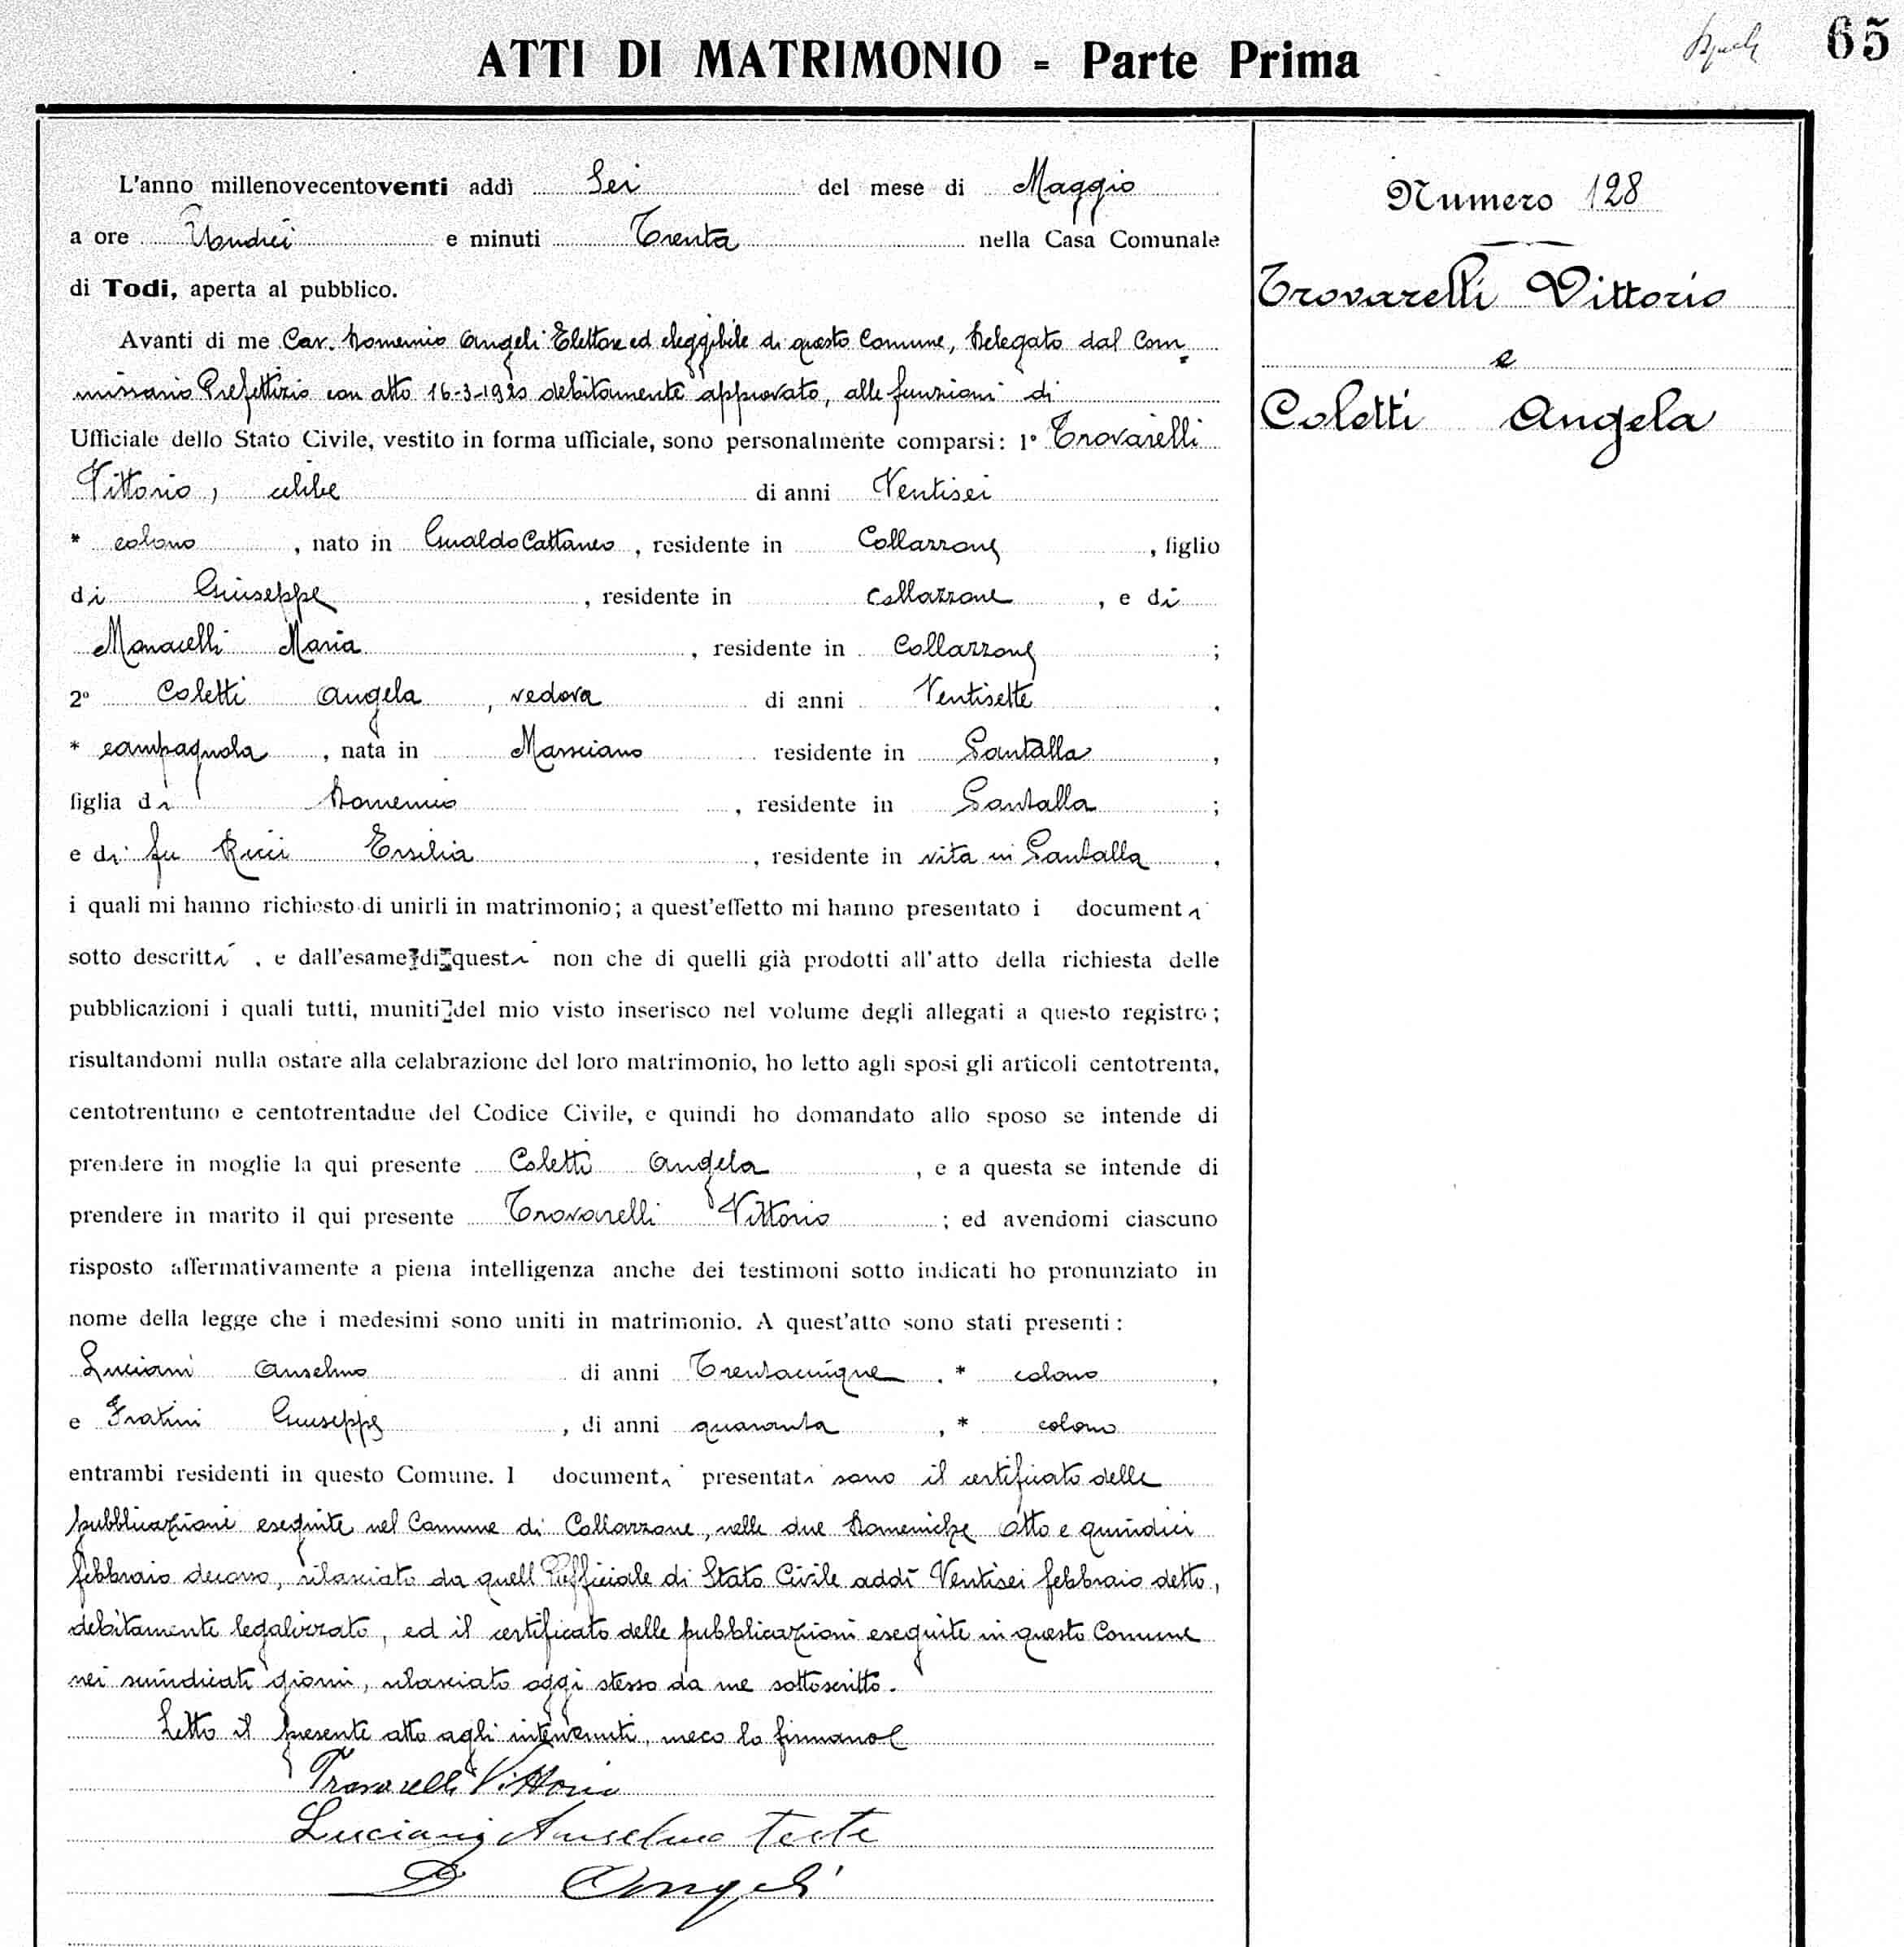 65
ATTI DI MATRIMONIO - Parte Prima
Numero 128
Trovarelli Vittorio
e
Coletti Angela
L'anno millenovecentoventi addì Sei del mese di Maggio
a ore Undici e minuti Trenta nella Casa Comunale
di Todi, aperta al pubblico.
Avanti di me Cav. Domenico Angeli Elettore ed eleggibile di questo Comune, Delegato dal Com
missario Prefettizio con atto 16-3-1920 debitamente approvato, alle funzioni di
Ufficiale dello Stato Civile, vestito in forma ufficiale, sono personalmente comparsi: 1° Trovarelli
Vittorio, celibe di anni Ventisei
* colono, nato in Gualdo Cattaneo, residente in Collazzone, figlio
di Giuseppe, residente in Collazzone, e di
Monacelli Maria, residente in Collazzone;
2° Coletti Angela, vedova di anni Ventisette,
* campagnola, nata in Marsciano residente in Pantalla,
figlia di Domenico, residente in Pantalla;
e di fu Ricci Ersilia, residente in vita in Pantalla,
i quali mi hanno richiesto di unirli in matrimonio; a quest'effetto mi hanno presentato i documenti
sotto descritti, e dall'esame di questi non che di quelli già prodotti all'atto della richiesta delle
pubblicazioni i quali tutti, muniti del mio visto inserisco nel volume degli allegati a questo registro;
risultandomi nulla ostare alla celabrazione del loro matrimonio, ho letto agli sposi gli articoli centotrenta,
centotrentuno e centotrentadue del Codice Civile, e quindi ho domandato allo sposo se intende di
prendere in moglie la qui presente Coletti Angela, e a questa se intende di
prendere in marito il qui presente Trovarelli Vittorio; ed avendomi ciascuno
risposto affermativamente a piena intelligenza anche dei testimoni sotto indicati ho pronunziato in
nome della legge che i medesimi sono uniti in matrimonio. A quest'atto sono stati presenti:
Luciani Anselmo di anni Trentacinque, * colono,
e Fratini Giuseppe, di anni quaranta, * colono
entrambi residenti in questo Comune. I documenti presentati sono il certificato delle
pubblicazioni eseguite nel Comune di Collazzone, nelle due Domeniche otto e quindici
febbraio decorso, rilasciato da quell'Ufficiale di Stato Civile addì Ventisei febbraio detto,
debitamente legalizzato, ed il certificato delle pubblicazioni eseguite in questo Comune
nei suindicati giorni, rilasciato oggi stesso da me sottoscritto.
Letto il presente atto agli intervenuti, meco lo firmano
Trovarelli Vittorio
Luciani Anselmo teste
D Angeli